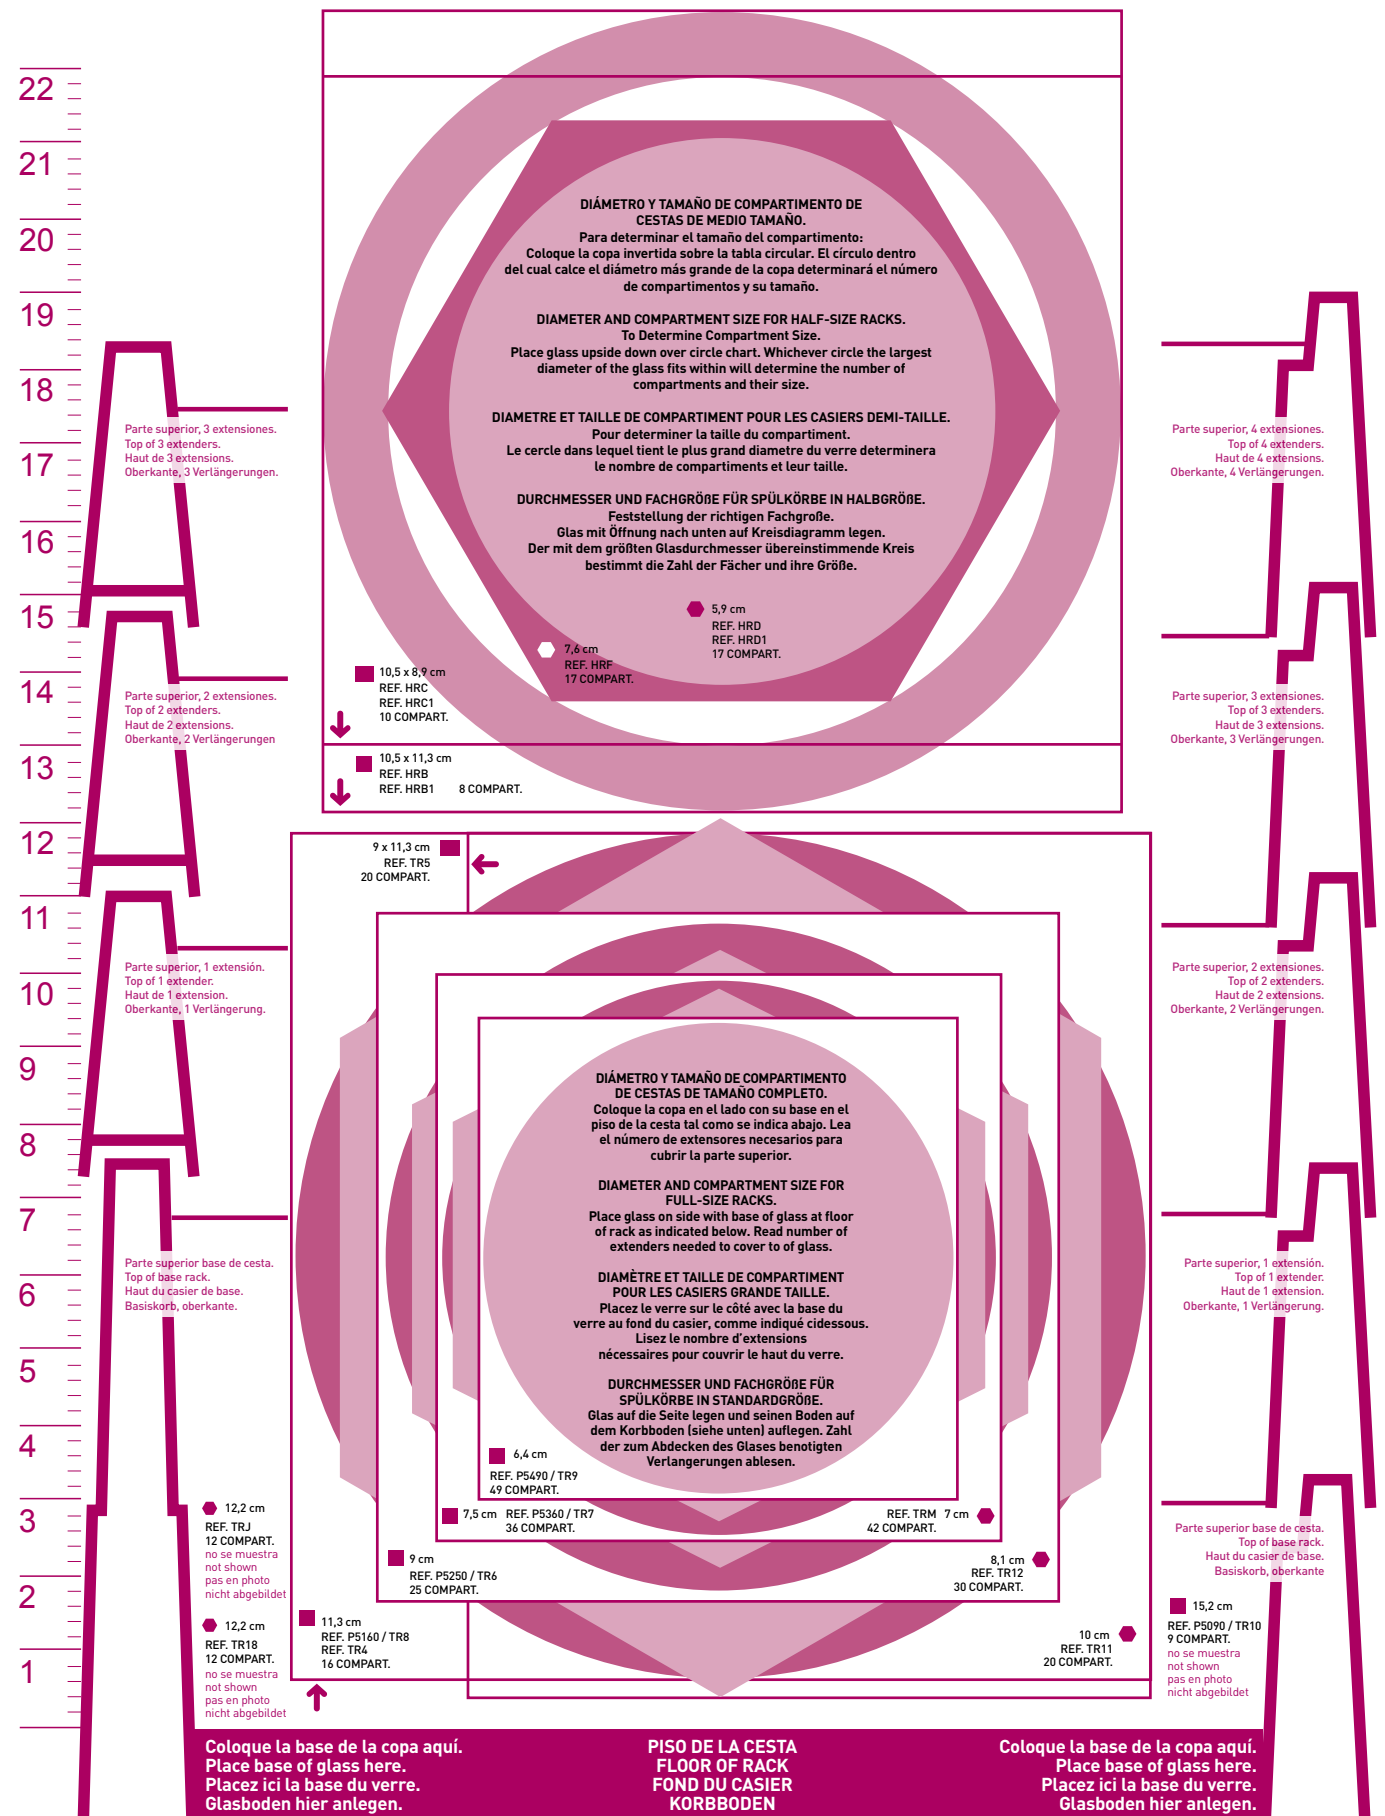 22
21
20
19
18
17
16
15
14
13
12
11
10
9
8
7
6
5
4
3
2
1
Parte superior, 3 extensiones.
Top of 3 extenders.
Haut de 3 extensions.
Oberkante, 3 Verlängerungen.
Parte superior, 2 extensiones.
Top of 2 extenders.
Haut de 2 extensions.
Oberkante, 2 Verlängerungen
Parte superior, 1 extensión.
Top of 1 extender.
Haut de 1 extension.
Oberkante, 1 Verlängerung.
Parte superior base de cesta.
Top of base rack.
Haut du casier de base.
Basiskorb, oberkante.
12,2 cm
REF. TRJ
12 COMPART.
no se muestra
not shown
pas en photo
nicht abgebildet
12,2 cm
REF. TR18
12 COMPART.
no se muestra
not shown
pas en photo
nicht abgebildet
DIÁMETRO Y TAMAÑO DE COMPARTIMENTO DE
CESTAS DE MEDIO TAMAÑO.
Para determinar el tamaño del compartimento:
Coloque la copa invertida sobre la tabla circular. El círculo dentro
del cual calce el diámetro más grande de la copa determinará el número
de compartimentos y su tamaño.
DIAMETER AND COMPARTMENT SIZE FOR HALF-SIZE RACKS.
To Determine Compartment Size.
Place glass upside down over circle chart. Whichever circle the largest
diameter of the glass fits within will determine the number of
compartments and their size.
DIAMETRE ET TAILLE DE COMPARTIMENT POUR LES CASIERS DEMI-TAILLE.
Pour determiner la taille du compartiment.
Le cercle dans lequel tient le plus grand diametre du verre determinera
le nombre de compartiments et leur taille.
DURCHMESSER UND FACHGRÖßE FÜR SPÜLKÖRBE IN HALBGRÖßE.
Feststellung der richtigen Fachgroße.
Glas mit Öffnung nach unten auf Kreisdiagramm legen.
Der mit dem größten Glasdurchmesser übereinstimmende Kreis
bestimmt die Zahl der Fächer und ihre Größe.
5,9 cm
REF. HRD
REF. HRD1
17 COMPART.
7,6 cm
REF. HRF
17 COMPART.
10,5 x 8,9 cm
REF. HRC
REF. HRC1
10 COMPART.
10,5 x 11,3 cm
REF. HRB
REF. HRB1 8 COMPART.
9 x 11,3 cm
REF. TR5
20 COMPART.
DIÁMETRO Y TAMAÑO DE COMPARTIMENTO
DE CESTAS DE TAMAÑO COMPLETO.
Coloque la copa en el lado con su base en el
piso de la cesta tal como se indica abajo. Lea
el número de extensores necesarios para
cubrir la parte superior.
DIAMETER AND COMPARTMENT SIZE FOR
FULL-SIZE RACKS.
Place glass on side with base of glass at floor
of rack as indicated below. Read number of
extenders needed to cover to of glass.
DIAMÈTRE ET TAILLE DE COMPARTIMENT
POUR LES CASIERS GRANDE TAILLE.
Placez le verre sur le côté avec la base du
verre au fond du casier, comme indiqué cidessous.
Lisez le nombre d'extensions
nécessaires pour couvrir le haut du verre.
DURCHMESSER UND FACHGRÖßE FÜR
SPÜLKÖRBE IN STANDARDGRÖßE.
Glas auf die Seite legen und seinen Boden auf
dem Korbboden (siehe unten) auflegen. Zahl
der zum Abdecken des Glases benotigten
Verlangerungen ablesen.
6,4 cm
REF. P5490 / TR9
49 COMPART.
7,5 cm REF. P5360 / TR7
36 COMPART.
REF. TRM 7 cm
42 COMPART.
9 cm
REF. P5250 / TR6
25 COMPART.
8,1 cm
REF. TR12
30 COMPART.
11,3 cm
REF. P5160 / TR8
REF. TR4
16 COMPART.
10 cm
REF. TR11
20 COMPART.
Parte superior, 4 extensiones.
Top of 4 extenders.
Haut de 4 extensions.
Oberkante, 4 Verlängerungen.
Parte superior, 3 extensiones.
Top of 3 extenders.
Haut de 3 extensions.
Oberkante, 3 Verlängerungen.
Parte superior, 2 extensiones.
Top of 2 extenders.
Haut de 2 extensions.
Oberkante, 2 Verlängerungen.
Parte superior, 1 extensión.
Top of 1 extender.
Haut de 1 extension.
Oberkante, 1 Verlängerung.
Parte superior base de cesta.
Top of base rack.
Haut du casier de base.
Basiskorb, oberkante
15,2 cm
REF. P5090 / TR10
9 COMPART.
no se muestra
not shown
pas en photo
nicht abgebildet
Coloque la base de la copa aquí.
Place base of glass here.
Placez ici la base du verre.
Glasboden hier anlegen.
PISO DE LA CESTA
FLOOR OF RACK
FOND DU CASIER
KORBBODEN
Coloque la base de la copa aquí.
Place base of glass here.
Placez ici la base du verre.
Glasboden hier anlegen.